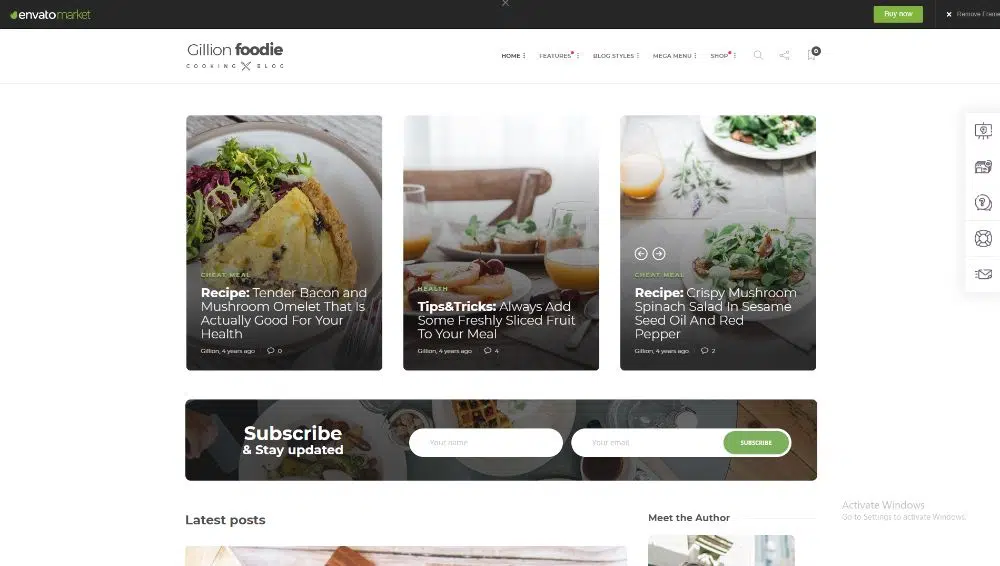 envatomarket
Buy now
× Remove Frame
Gillion foodie
COOKING BLOG
HOME
FEATURES
BLOG STYLES
MEGA MENU
SHOP
0
CHEAT MEAL
Recipe: Tender Bacon and
Mushroom Omelet That Is
Actually Good For Your
Health
Gillion, 4 years ago 0
HEALTH
Tips&Tricks: Always Add
Some Freshly Sliced Fruit
To Your Meal
Gillion, 4 years ago 4
CHEAT MEAL
Recipe: Crispy Mushroom
Spinach Salad In Sesame
Seed Oil And Red
Pepper
Gillion, 4 years ago 2
Subscribe
& Stay updated
Your name
Your email
SUBSCRIBE
Latest posts
Meet the Author
Activate Windows
Go to Settings to activate Windows.